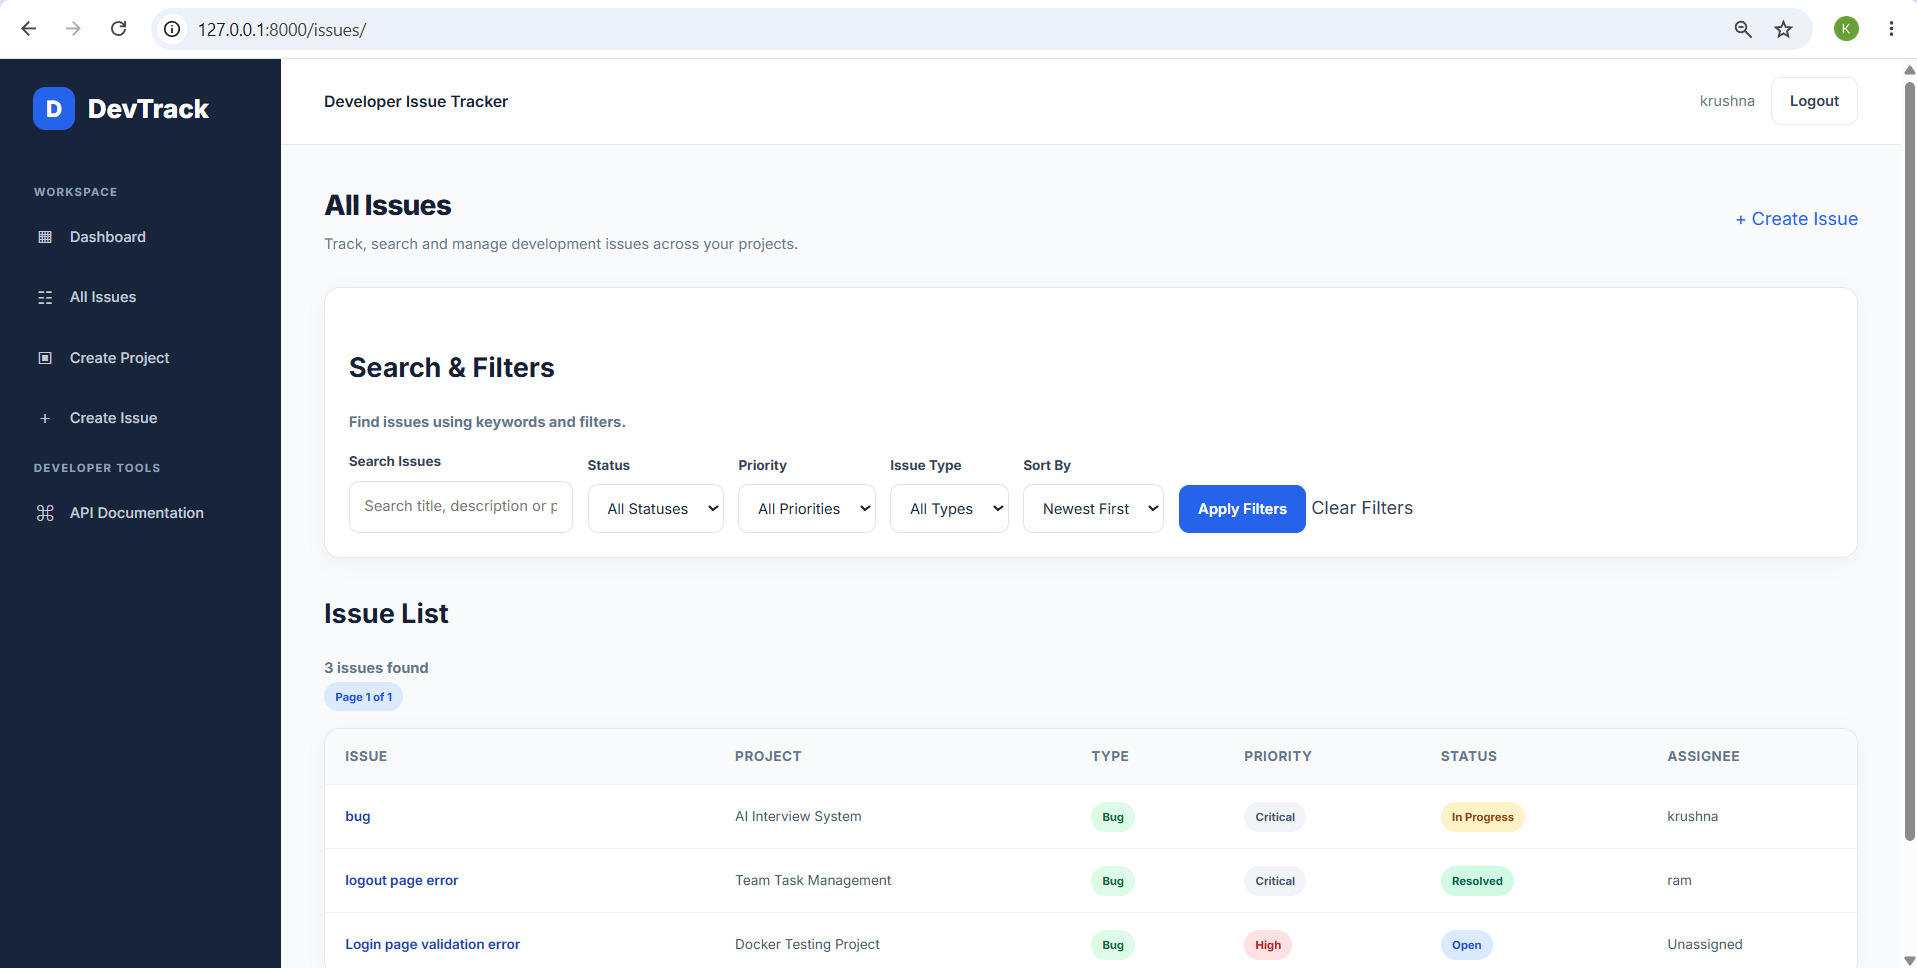 127.0.0.1:8000/issues/
K
D DevTrack
WORKSPACE
Dashboard
All Issues
Create Project
+ Create Issue
DEVELOPER TOOLS
⌘ API Documentation
Developer Issue Tracker
krushna
Logout
All Issues
Track, search and manage development issues across your projects.
+ Create Issue
Search & Filters
Find issues using keywords and filters.
Search Issues Status Priority Issue Type Sort By
Search title, description or p All Statuses All Priorities All Types Newest First Apply Filters Clear Filters
Issue List
3 issues found
Page 1 of 1
ISSUE PROJECT TYPE PRIORITY STATUS ASSIGNEE
bug AI Interview System Bug Critical In Progress krushna
logout page error Team Task Management Bug Critical Resolved ram
Login page validation error Docker Testing Project Bug High Open Unassigned